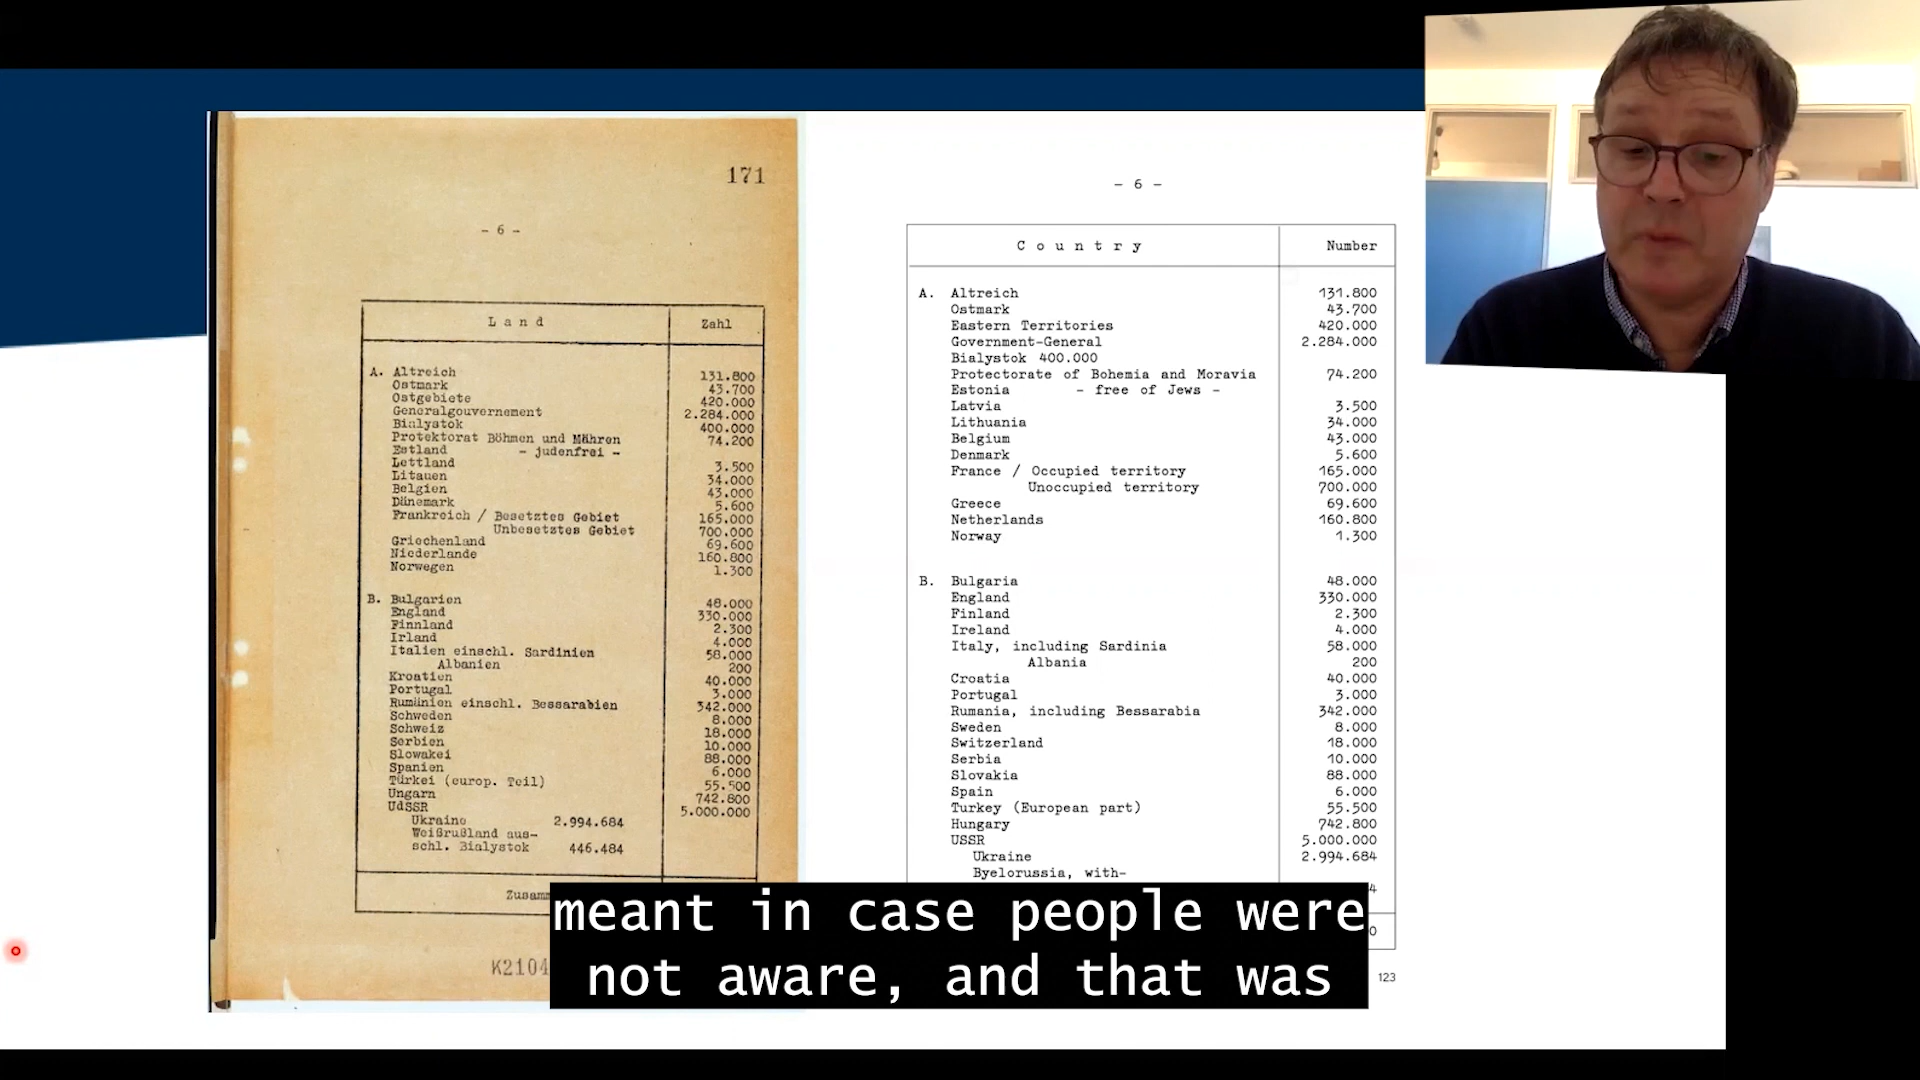 171
- 6 -
Land Zahl
A. Altreich 131.800
Ostmark 43.700
Ostgebiete 420.000
Generalgouvernement 2.284.000
Bialystok 400.000
Protektorat Böhmen und Mähren 74.200
Estland - judenfrei -
Lettland 3.500
Litauen 34.000
Belgien 43.000
Dänemark 5.600
Frankreich / Besetztes Gebiet 165.000
Unbesetztes Gebiet 700.000
Griechenland 69.600
Niederlande 160.800
Norwegen 1.300
B. Bulgarien 48.000
England 330.000
Finnland 2.300
Irland 4.000
Italien einschl. Sardinien 58.000
Albanien 200
Kroatien 40.000
Portugal 3.000
Rumänien einschl. Bessarabien 342.000
Schweden 8.000
Schweiz 18.000
Serbien 10.000
Slowakei 88.000
Spanien 6.000
Türkei (europ. Teil) 55.500
Ungarn 742.800
UdSSR 5.000.000
Ukraine 2.994.684
Weißrußland aus-
schl. Bialystok 446.484
Zusam
K2104
- 6 -
Country Number
A. Altreich 131.800
Ostmark 43.700
Eastern Territories 420.000
Government-General 2.284.000
Bialystok 400.000
Protectorate of Bohemia and Moravia 74.200
Estonia - free of Jews -
Latvia 3.500
Lithuania 34.000
Belgium 43.000
Denmark 5.600
France / Occupied territory 165.000
Unoccupied territory 700.000
Greece 69.600
Netherlands 160.800
Norway 1.300
B. Bulgaria 48.000
England 330.000
Finland 2.300
Ireland 4.000
Italy, including Sardinia 58.000
Albania 200
Croatia 40.000
Portugal 3.000
Rumania, including Bessarabia 342.000
Sweden 8.000
Switzerland 18.000
Serbia 10.000
Slovakia 88.000
Spain 6.000
Turkey (European part) 55.500
Hungary 742.800
USSR 5.000.000
Ukraine 2.994.684
Byelorussia, with-
4
0
123
meant in case people were
not aware, and that was